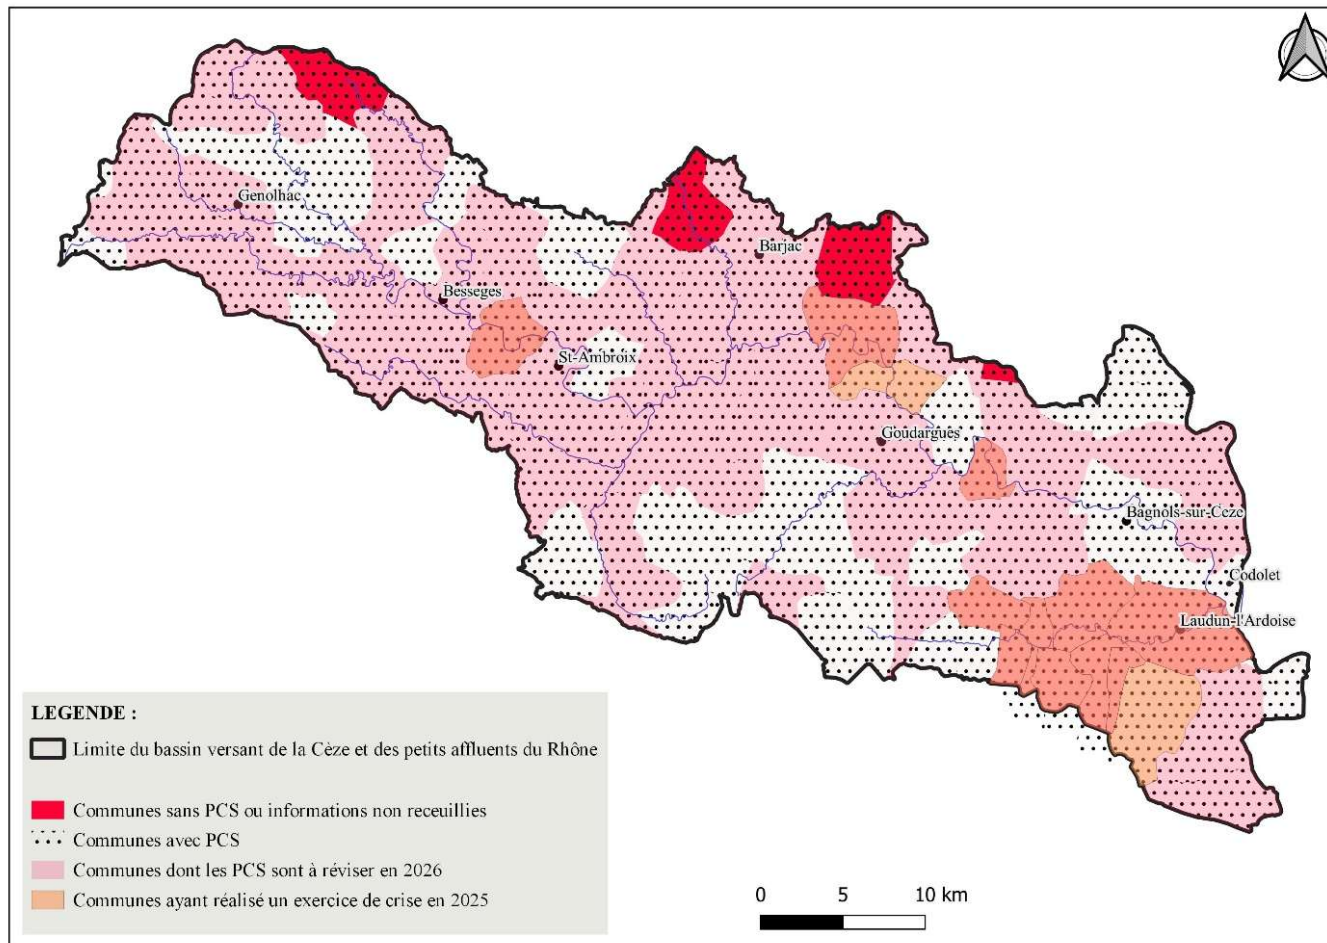 Genolhac
Barjac
Besseges
St-Ambroix
Goudargues
Bagnols-sur-Ceze
Codolet
Laudun-l'Ardoise
LEGENDE :
Limite du bassin versant de la Cèze et des petits affluents du Rhône
Communes sans PCS ou informations non receuillies
Communes avec PCS
Communes dont les PCS sont à réviser en 2026
Communes ayant réalisé un exercice de crise en 2025
0 5 10 km